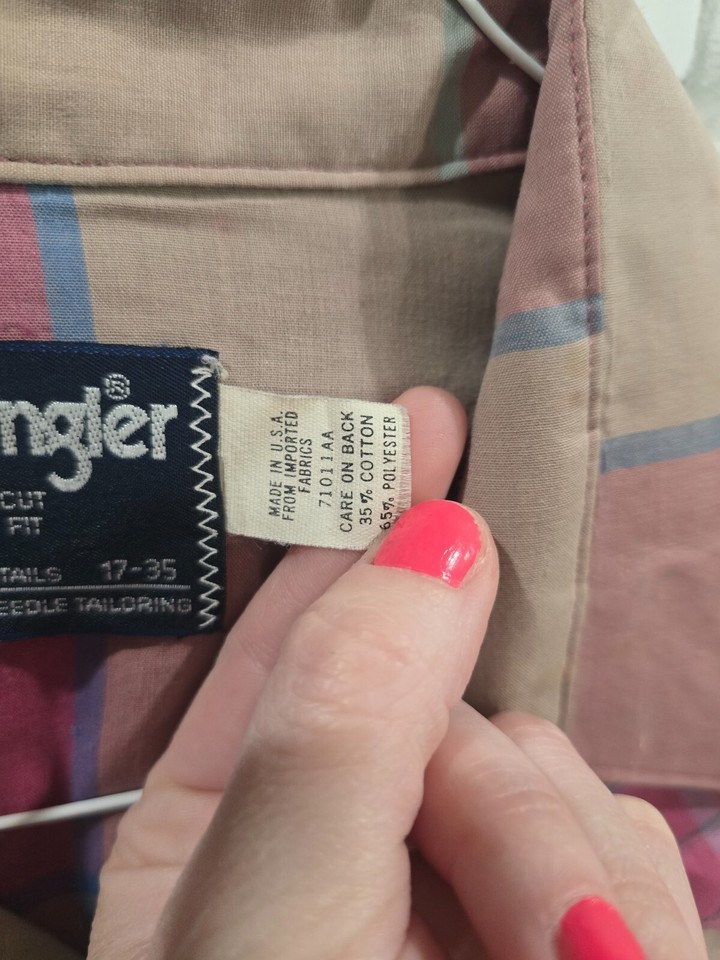 ngler®
CUT
FIT
TAILS 17-35
EEDLE TAILORING
MADE IN U.S.A.
FROM IMPORTED
FABRICS
71011AA
CARE ON BACK
35% COTTON
65% POLYESTER